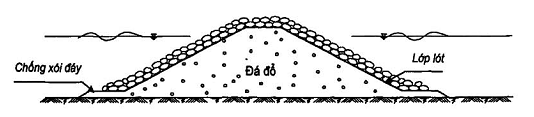 Lớp lót
Chống xói đáy
Đá đổ